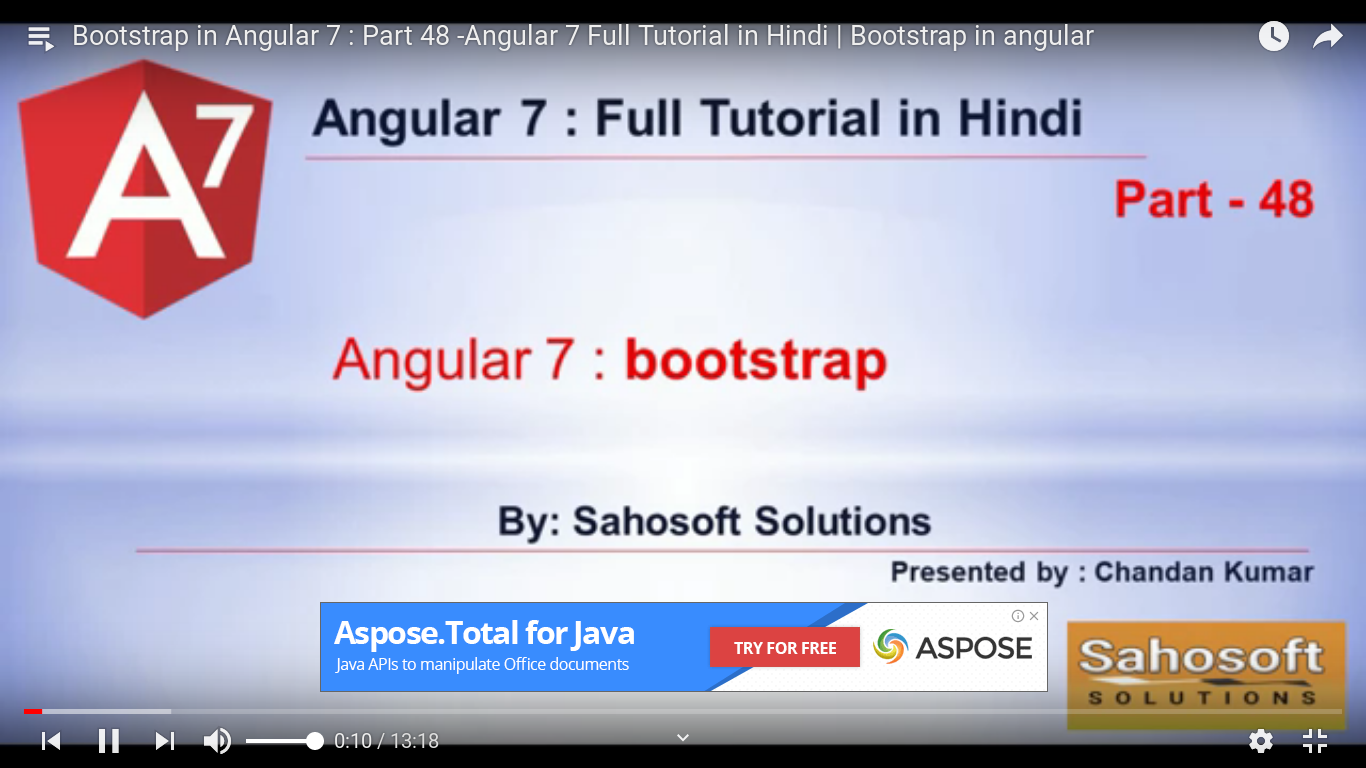 Bootstrap in Angular 7 : Part 48 -Angular 7 Full Tutorial in Hindi | Bootstrap in angular
A7
Angular 7 : Full Tutorial in Hindi
Part - 48
Angular 7 : bootstrap
By: Sahosoft Solutions
Presented by : Chandan Kumar
Aspose.Total for Java
Java APIs to manipulate Office documents
TRY FOR FREE
ASPOSE
Sahosoft
SOLUTIONS
0:10 / 13:18